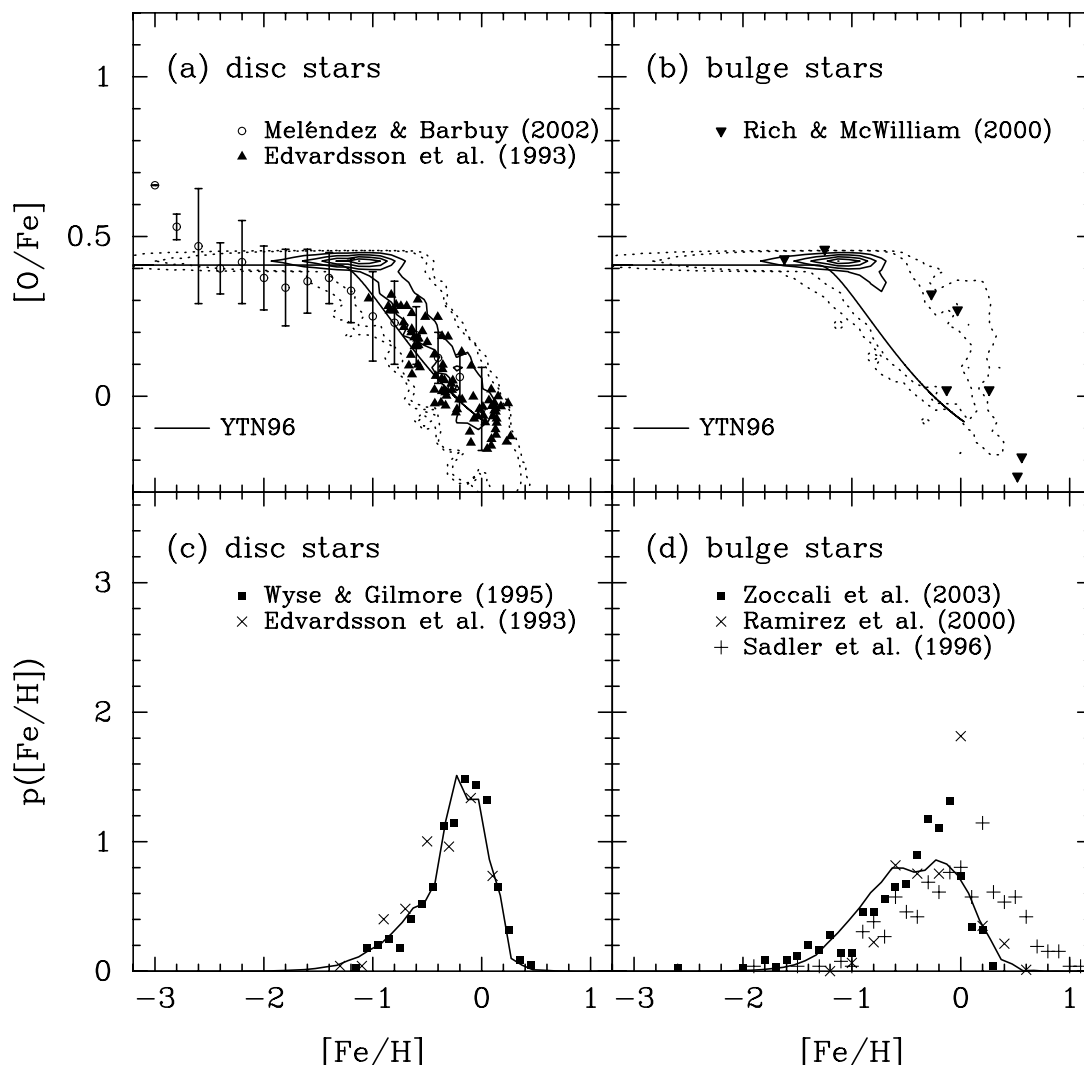 (a) disc stars
Meléndez & Barbuy (2002)
Edvardsson et al. (1993)
YTN96
1
0.5
0
[O/Fe]
(b) bulge stars
Rich & McWilliam (2000)
YTN96
(c) disc stars
Wyse & Gilmore (1995)
Edvardsson et al. (1993)
3
2
1
0
p([Fe/H])
(d) bulge stars
Zoccali et al. (2003)
Ramirez et al. (2000)
Sadler et al. (1996)
−3 −2 −1 0 1
−3 −2 −1 0 1
[Fe/H]
[Fe/H]